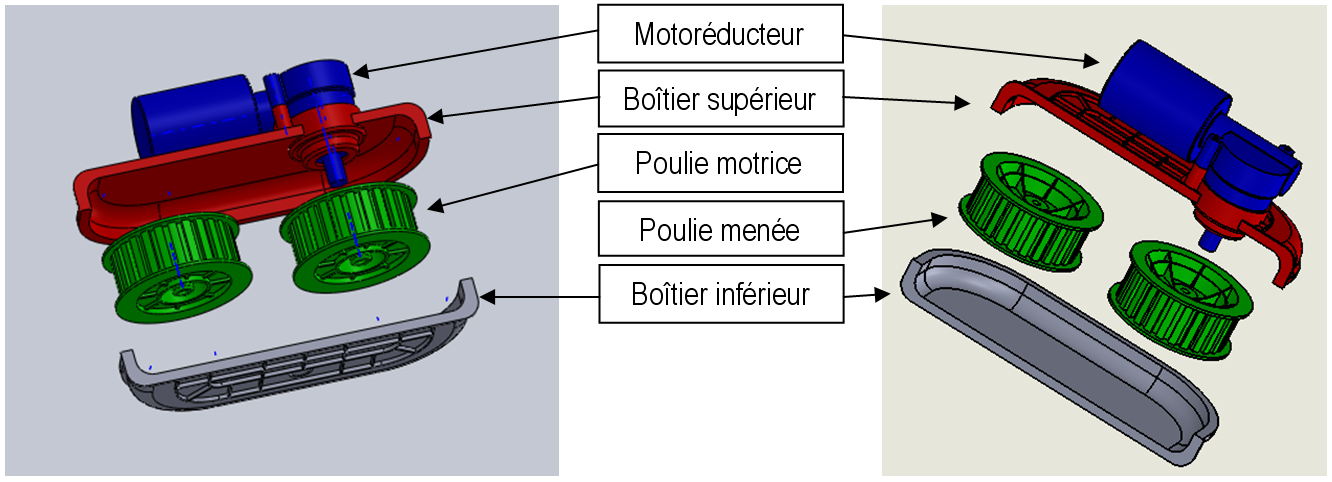 Motoréducteur
Boîtier supérieur
Poulie motrice
Poulie menée
Boîtier inférieur